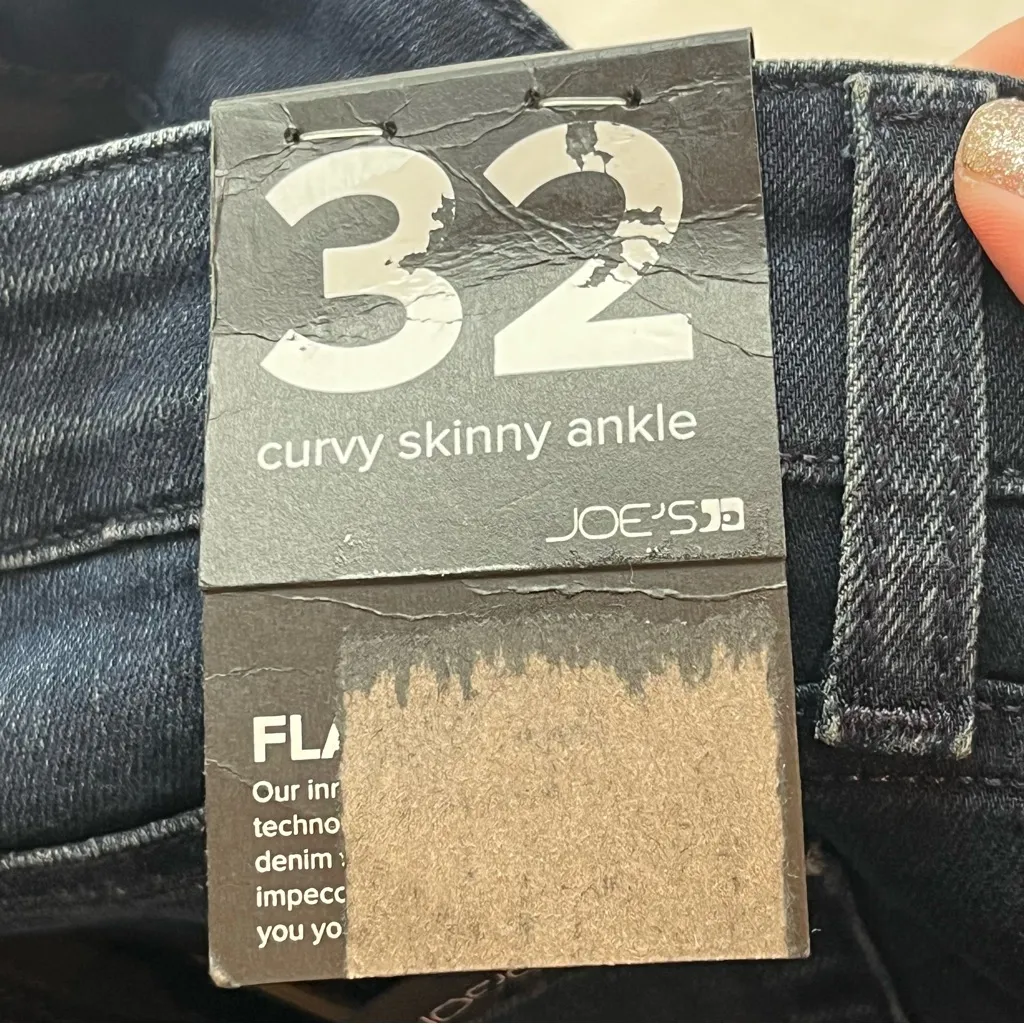 32
curvy skinny ankle
JOE'S
FLA
Our inn
techno
denim
impecc
you yo